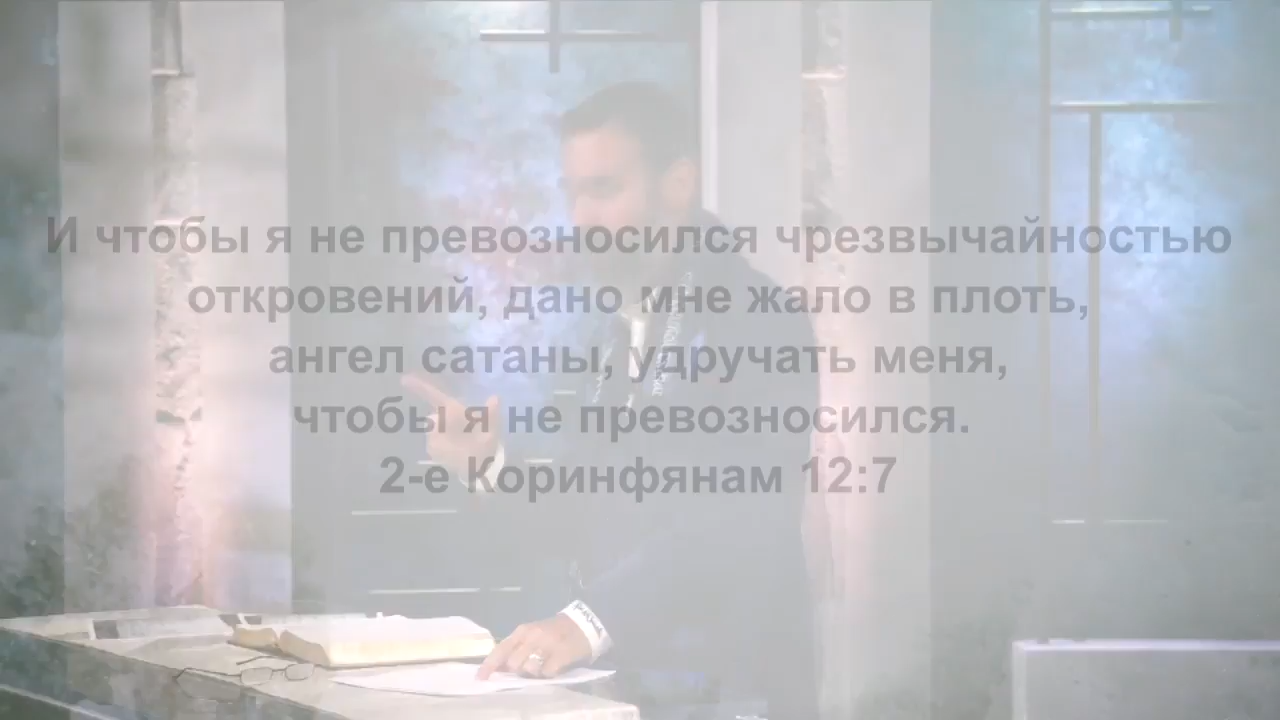 И чтобы я не превозносился чрезвычайностью
откровений, дано мне жало в плоть,
ангел сатаны, удручать меня,
чтобы я не превозносился.
2-е Коринфянам 12:7